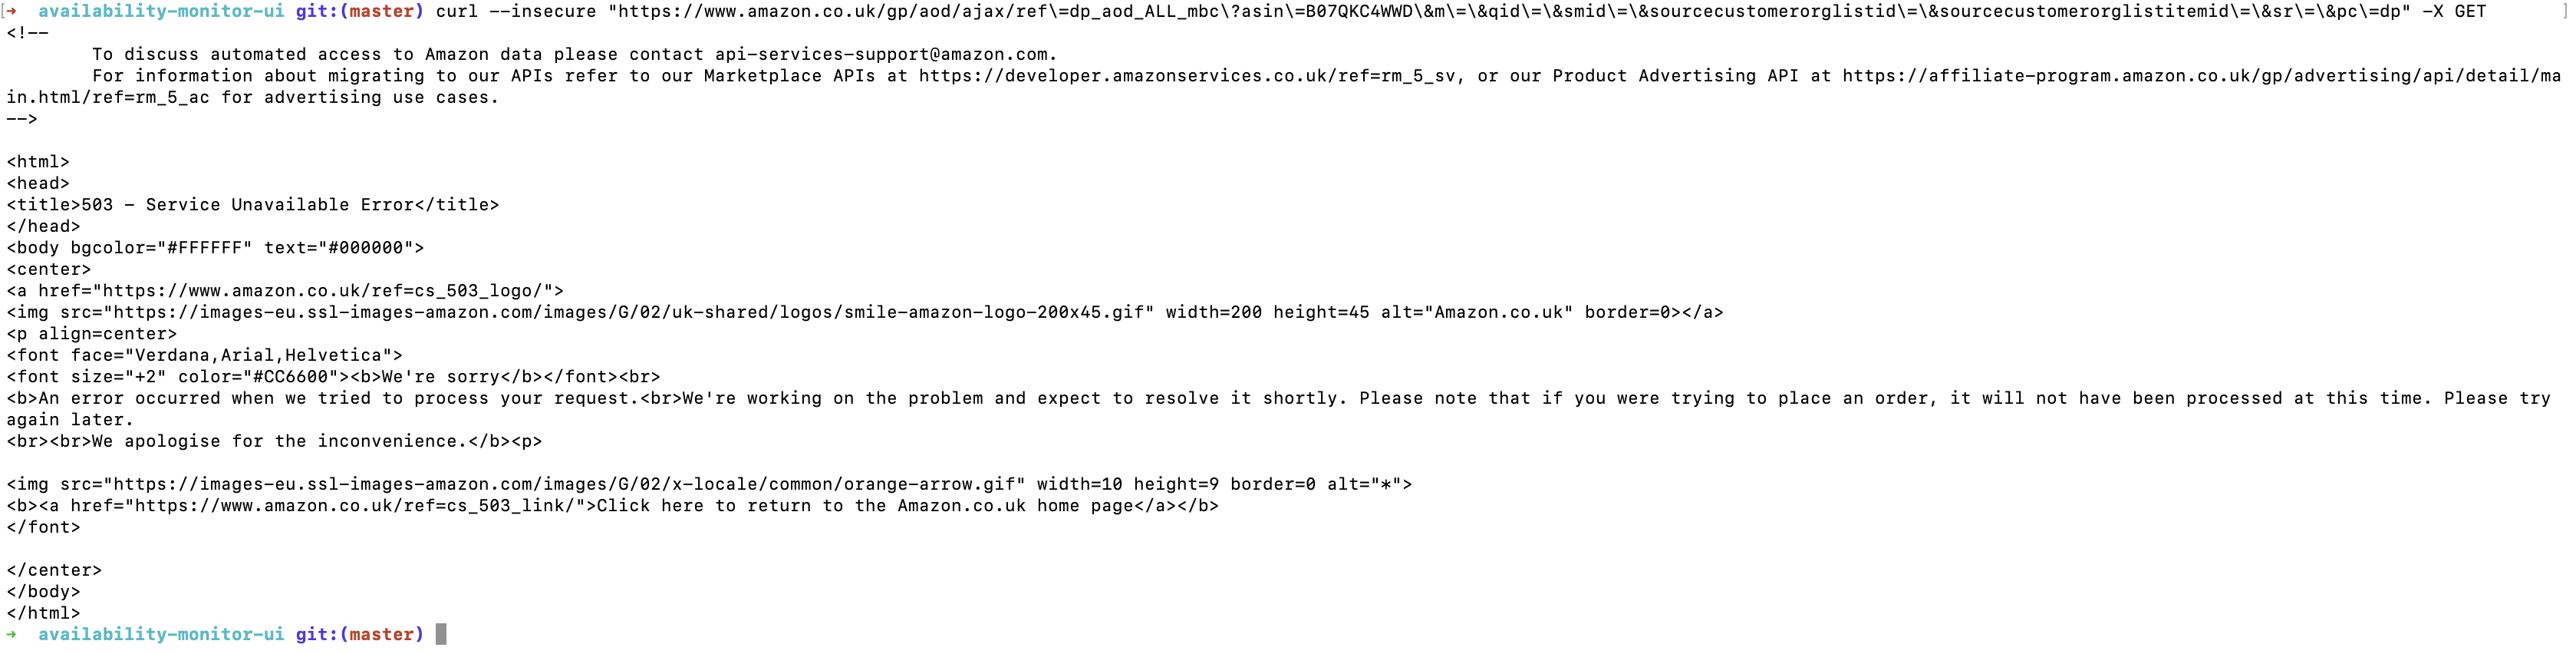 [➜  availability-monitor-ui git:(master) curl --insecure "https://www.amazon.co.uk/gp/aod/ajax/ref\=dp_aod_ALL_mbc\?asin\=B07QKC4WWD\&m\=\&qid\=\&smid\=\&sourcecustomerorglistid\=\&sourcecustomerorglistitemid\=\&sr\=\&pc\=dp" -X GET ]
<!--
        To discuss automated access to Amazon data please contact api-services-support@amazon.com.
        For information about migrating to our APIs refer to our Marketplace APIs at https://developer.amazonservices.co.uk/ref=rm_5_sv, or our Product Advertising API at https://affiliate-program.amazon.co.uk/gp/advertising/api/detail/ma
in.html/ref=rm_5_ac for advertising use cases.
-->
<html>
<head>
<title>503 - Service Unavailable Error</title>
</head>
<body bgcolor="#FFFFFF" text="#000000">
<center>
<a href="https://www.amazon.co.uk/ref=cs_503_logo/">
<img src="https://images-eu.ssl-images-amazon.com/images/G/02/uk-shared/logos/smile-amazon-logo-200x45.gif" width=200 height=45 alt="Amazon.co.uk" border=0></a>
<p align=center>
<font face="Verdana,Arial,Helvetica">
<font size="+2" color="#CC6600"><b>We're sorry</b></font><br>
<b>An error occurred when we tried to process your request.<br>We're working on the problem and expect to resolve it shortly. Please note that if you were trying to place an order, it will not have been processed at this time. Please try
again later.
<br><br>We apologise for the inconvenience.</b><p>
<img src="https://images-eu.ssl-images-amazon.com/images/G/02/x-locale/common/orange-arrow.gif" width=10 height=9 border=0 alt="*">
<b><a href="https://www.amazon.co.uk/ref=cs_503_link/">Click here to return to the Amazon.co.uk home page</a></b>
</font>
</center>
</body>
</html>
➜  availability-monitor-ui git:(master)